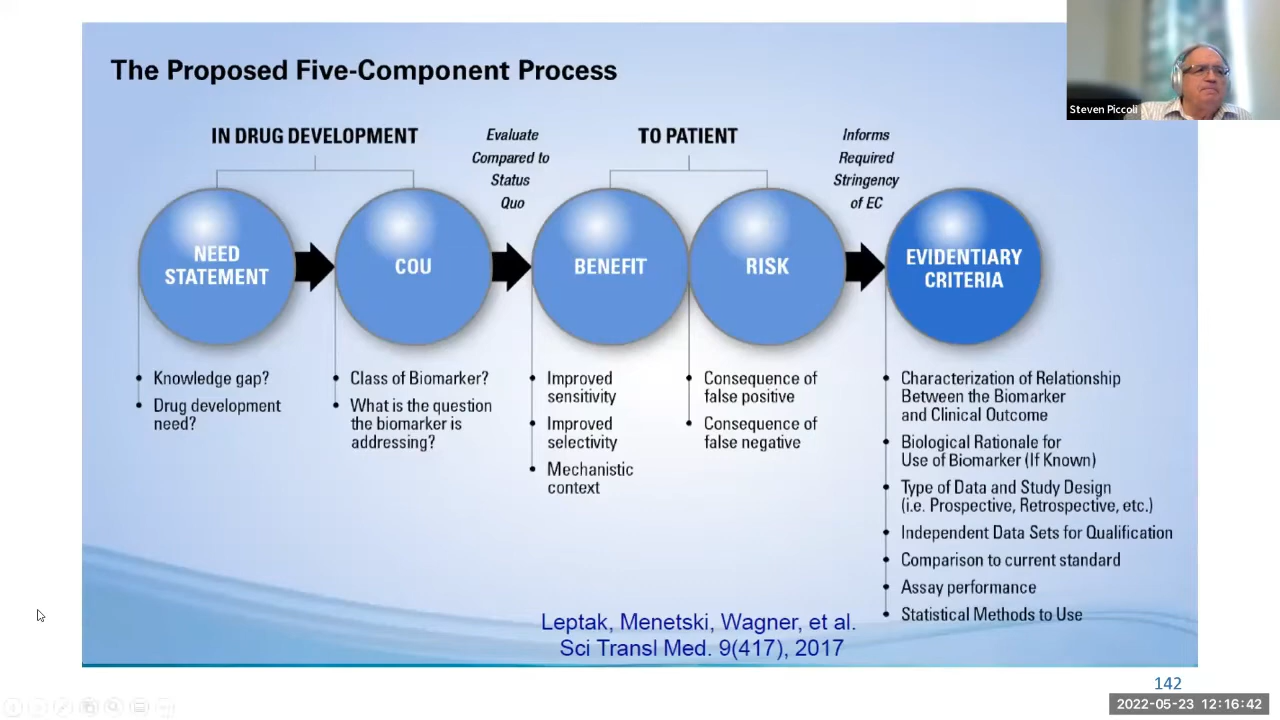 The Proposed Five-Component Process
Steven Piccoli
IN DRUG DEVELOPMENT
Evaluate
Compared to
Status
Quo
TO PATIENT
Informs
Required
Stringency
of EC
NEED
STATEMENT
COU
BENEFIT
RISK
EVIDENTIARY
CRITERIA
• Knowledge gap?
• Drug development
need?
• Class of Biomarker?
• What is the question
the biomarker is
addressing?
• Improved
sensitivity
• Improved
selectivity
• Mechanistic
context
• Consequence of
false positive
• Consequence of
false negative
• Characterization of Relationship
Between the Biomarker
and Clinical Outcome
• Biological Rationale for
Use of Biomarker (If Known)
• Type of Data and Study Design
(i.e. Prospective, Retrospective, etc.)
• Independent Data Sets for Qualification
• Comparison to current standard
• Assay performance
• Statistical Methods to Use
Leptak, Menetski, Wagner, et al.
Sci Transl Med. 9(417), 2017
142
2022-05-23 12:16:42